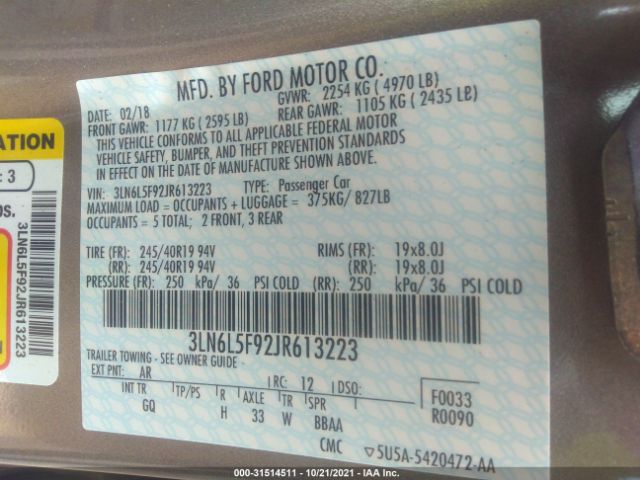 MFD. BY FORD MOTOR CO.
DATE: 02/18 GVWR: 2254 KG ( 4970 LB)
FRONT GAWR: 1177 KG ( 2595 LB) REAR GAWR: 1105 KG ( 2435 LB)
THIS VEHICLE CONFORMS TO ALL APPLICABLE FEDERAL MOTOR
VEHICLE SAFETY, BUMPER, AND THEFT PREVENTION STANDARDS
IN EFFECT ON THE DATE OF MANUFACTURE SHOWN ABOVE.
VIN: 3LN6L5F92JR613223 TYPE: Passenger Car
MAXIMUM LOAD = OCCUPANTS + LUGGAGE = 375KG/ 827LB
OCCUPANTS = 5 TOTAL; 2 FRONT, 3 REAR
TIRE (FR): 245/40R19 94V RIMS (FR): 19x8.0J
(RR): 245/40R19 94V (RR): 19x8.0J
PRESSURE (FR): 250 kPa/ 36 PSI COLD (RR): 250 kPa/ 36 PSI COLD
3LN6L5F92JR613223
TRAILER TOWING - SEE OWNER GUIDE -
EXT PNT: AR RC: 12 DSO: F0033
INT TR TP/PS R AXLE TR SPR R0090
GQ H 33 W BBAA
CMC 5U5A-5420472-AA
ATION
: 3
os.
3LN6L5F92JR613223
000-31514511 - 10/21/2021 - IAA Inc.